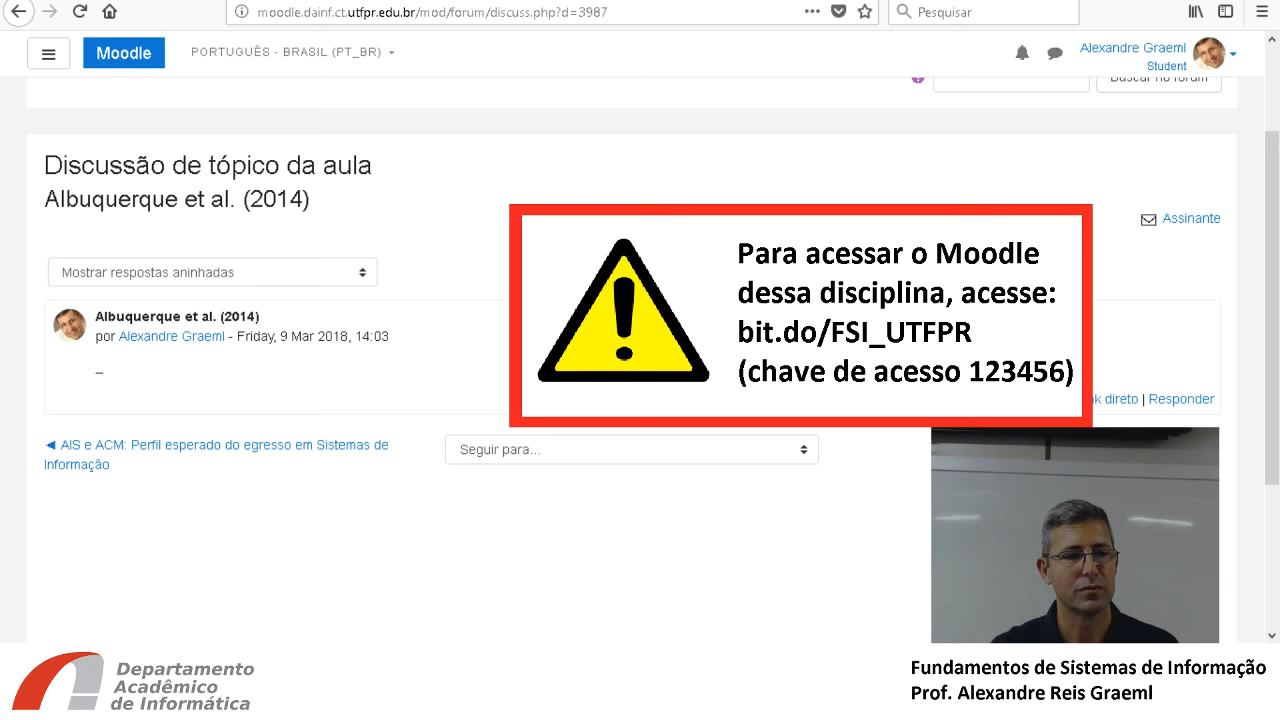 moodle.dainf.ct.utfpr.edu.br/mod/forum/discuss.php?d=3987
Pesquisar
Moodle
PORTUGUÊS - BRASIL (PT_BR)
Alexandre Graeml
Student
Buscar no fórum
Discussão de tópico da aula
Albuquerque et al. (2014)
Assinante
Mostrar respostas aninhadas
Albuquerque et al. (2014)
por Alexandre Graeml - Friday, 9 Mar 2018, 14:03
_
Para acessar o Moodle
dessa disciplina, acesse:
bit.do/FSI_UTFPR
(chave de acesso 123456)
k direto | Responder
◄ AIS e ACM: Perfil esperado do egresso em Sistemas de
Informação
Seguir para...
Departamento
Acadêmico
de Informática
Fundamentos de Sistemas de Informação
Prof. Alexandre Reis Graeml